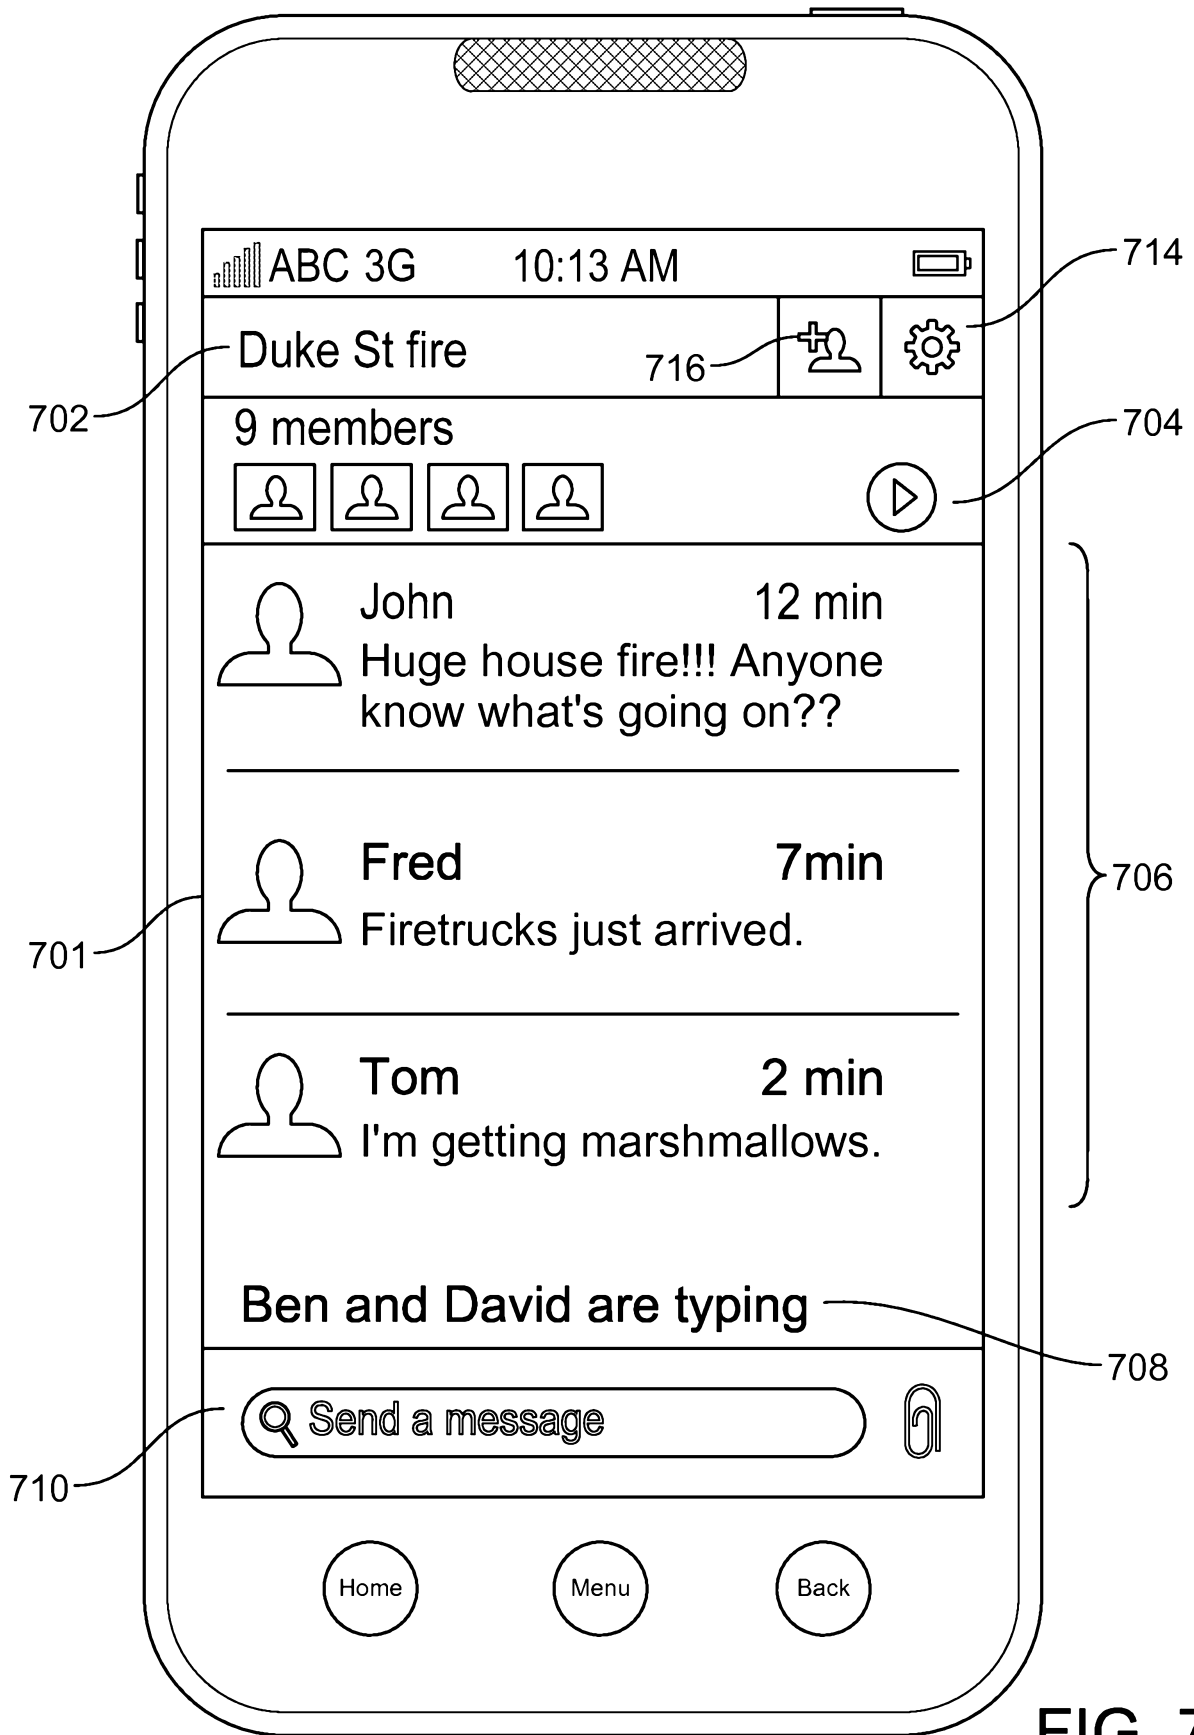 ABC 3G 10:13 AM
714
Duke St fire
716
702
9 members
704
John 12 min
Huge house fire!!! Anyone
know what's going on??
706
Fred 7min
Firetrucks just arrived.
701
Tom 2 min
I'm getting marshmallows.
Ben and David are typing
708
Send a message
710
Home Menu Back
FIG. 7